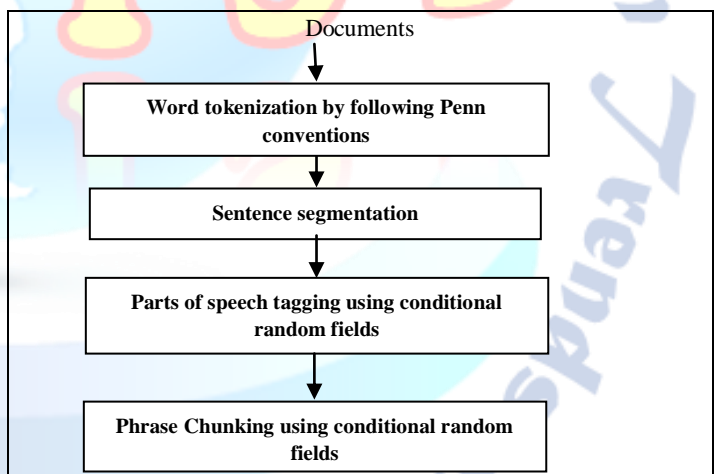 Documents
Word tokenization by following Penn
conventions
Sentence segmentation
Parts of speech tagging using conditional
random fields
Phrase Chunking using conditional random
fields
Trends